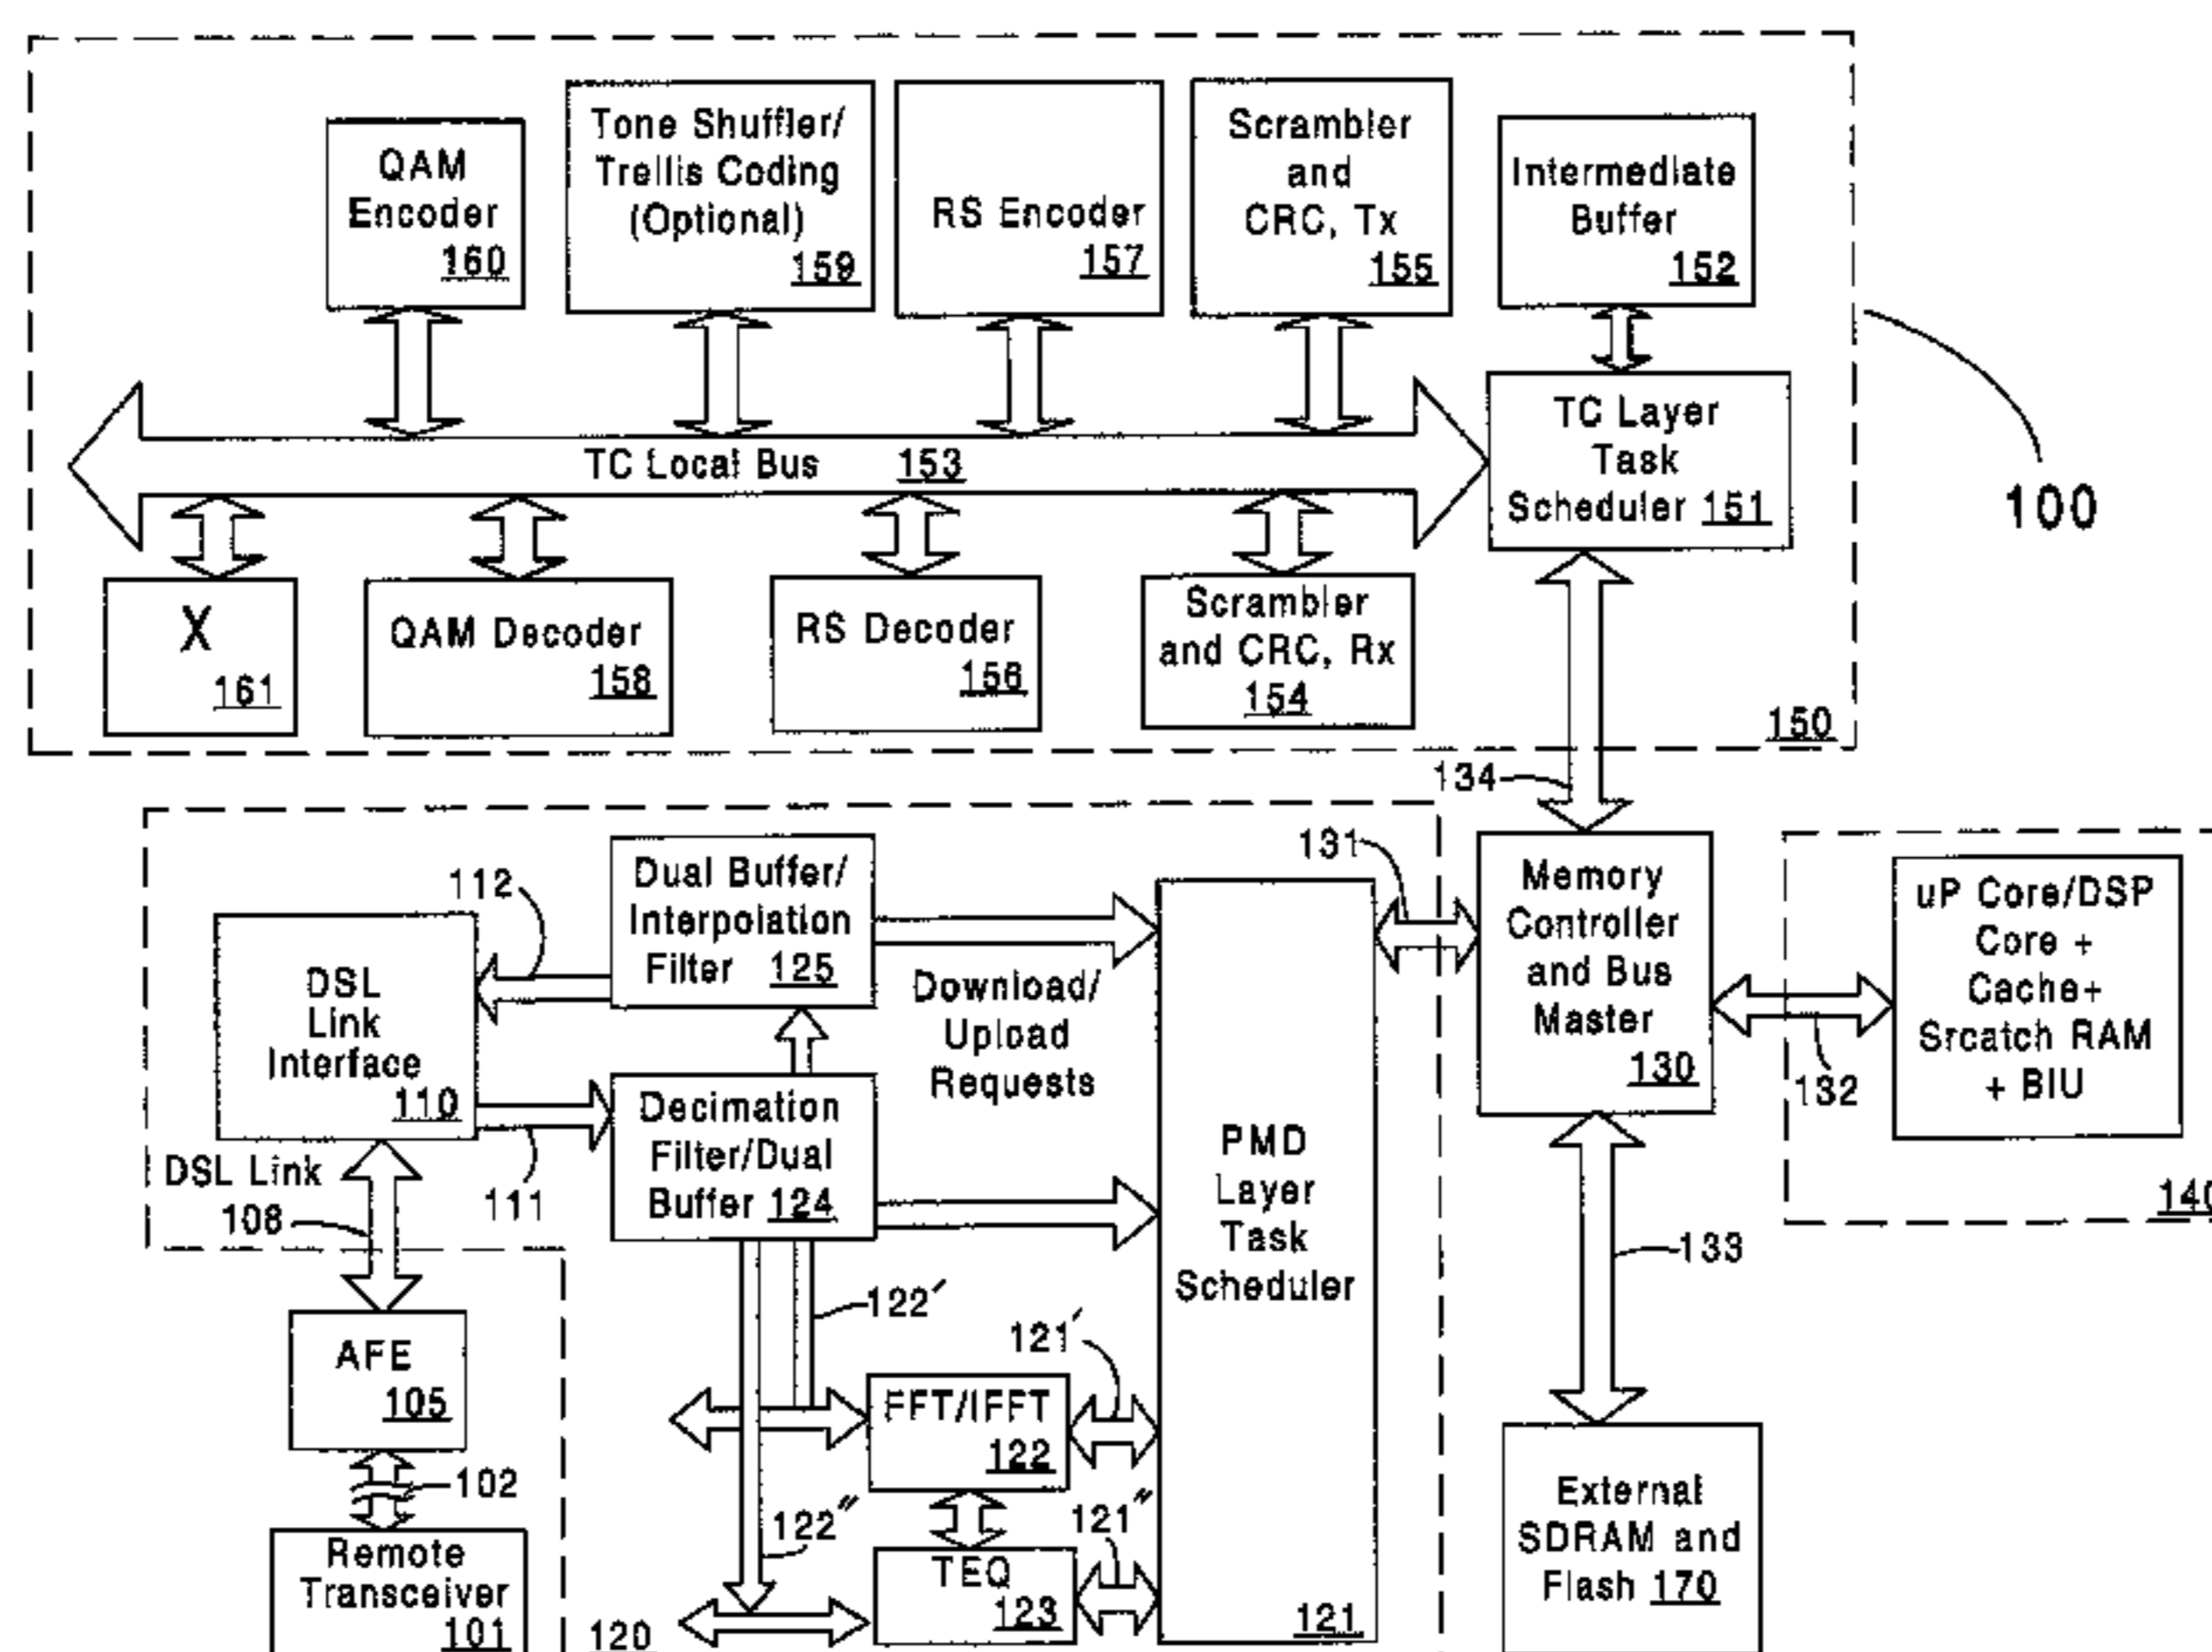 QAM
Encoder
160
Tone Shuffler/
Trellis Coding
(Optional)
159
RS Encoder
157
Scrambler
and
CRC, Tx
155
Intermediate
Buffer
152
TC Local Bus 153
TC Layer
Task
Scheduler 151
100
X
161
QAM Decoder
158
RS Decoder
156
Scrambler
and CRC, Rx
154
150
134
DSL
Link
Interface
110
112
111
Dual Buffer/
Interpolation
Filter 125
Download/
Upload
Requests
Decimation
Filter/Dual
Buffer 124
PMD
Layer
Task
Scheduler
121
131
Memory
Controller
and Bus
Master
130
132
uP Core/DSP
Core +
Cache+
Srcatch RAM
+ BIU
140
133
DSL Link
108
AFE
105
102
Remote
Transceiver
101
122′
122″
121′
FFT/IFFT
122
121″
TEQ
123
120
External
SDRAM and
Flash 170